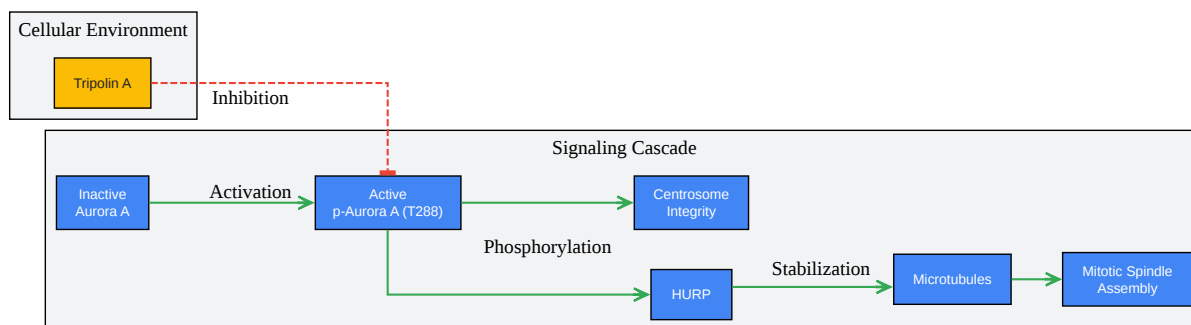 Cellular Environment
Tripolin A
Inhibition
Signaling Cascade
Inactive
Aurora A
Activation
Active
p-Aurora A (T288)
Centrosome
Integrity
Phosphorylation
HURP
Stabilization
Microtubules
Mitotic Spindle
Assembly